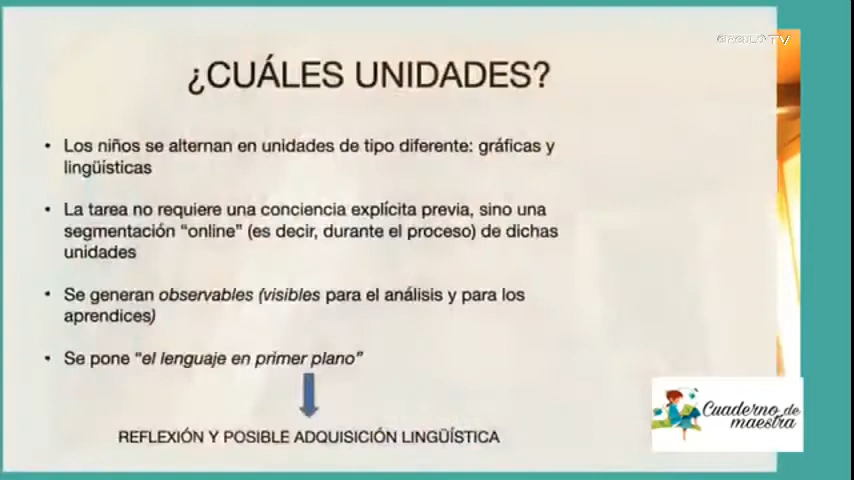 CÍRCULO TV
¿CUÁLES UNIDADES?
• Los niños se alternan en unidades de tipo diferente: gráficas y
lingüísticas
• La tarea no requiere una conciencia explícita previa, sino una
segmentación “online” (es decir, durante el proceso) de dichas
unidades
• Se generan observables (visibles para el análisis y para los
aprendices)
• Se pone “el lenguaje en primer plano”
REFLEXIÓN Y POSIBLE ADQUISICIÓN LINGÜÍSTICA
Cuaderno de
maestra